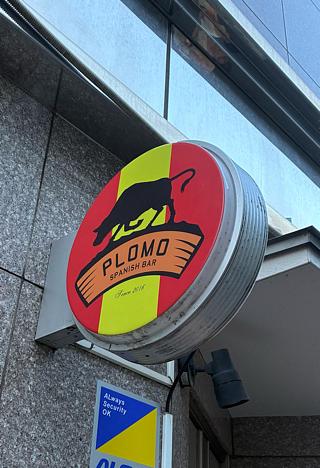 PLOMO
SPANISH BAR
Since 2016
ALways
Security
OK